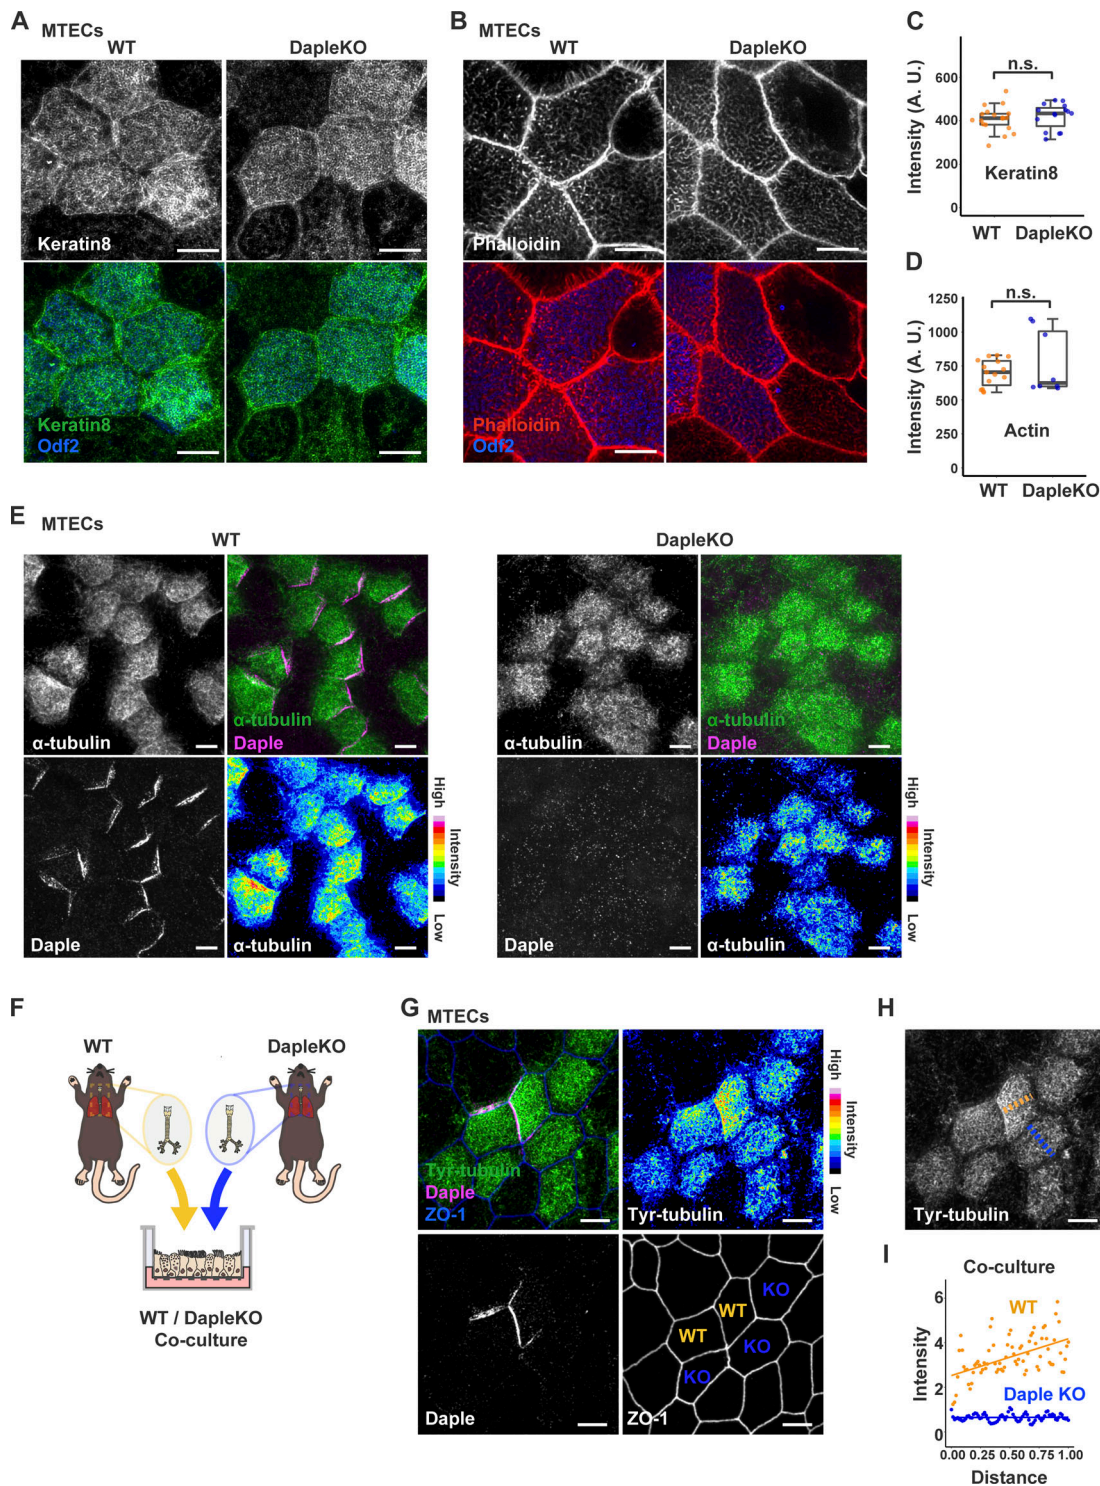 A
MTECs
WT
DapleKO
Keratin8
Keratin8
Odf2
B
MTECs
WT
DapleKO
Phalloidin
Phalloidin
Odf2
C
n.s.
Intensity (A. U.)
600
400
200
0
Keratin8
WT
DapleKO
D
n.s.
Intensity (A. U.)
1250
1000
750
500
250
0
Actin
WT
DapleKO
E
MTECs
WT
DapleKO
α-tubulin
α-tubulin
Daple
α-tubulin
α-tubulin
Daple
Daple
α-tubulin
High
Intensity
Low
Daple
α-tubulin
High
Intensity
Low
F
WT
DapleKO
WT / DapleKO
Co-culture
G
MTECs
Tyr-tubulin
Daple
ZO-1
Tyr-tubulin
High
Intensity
Low
Daple
KO
WT
WT
KO
KO
ZO-1
H
Tyr-tubulin
I
Co-culture
Intensity
6
4
2
0
WT
Daple KO
0.00 0.25 0.50 0.75 1.00
Distance